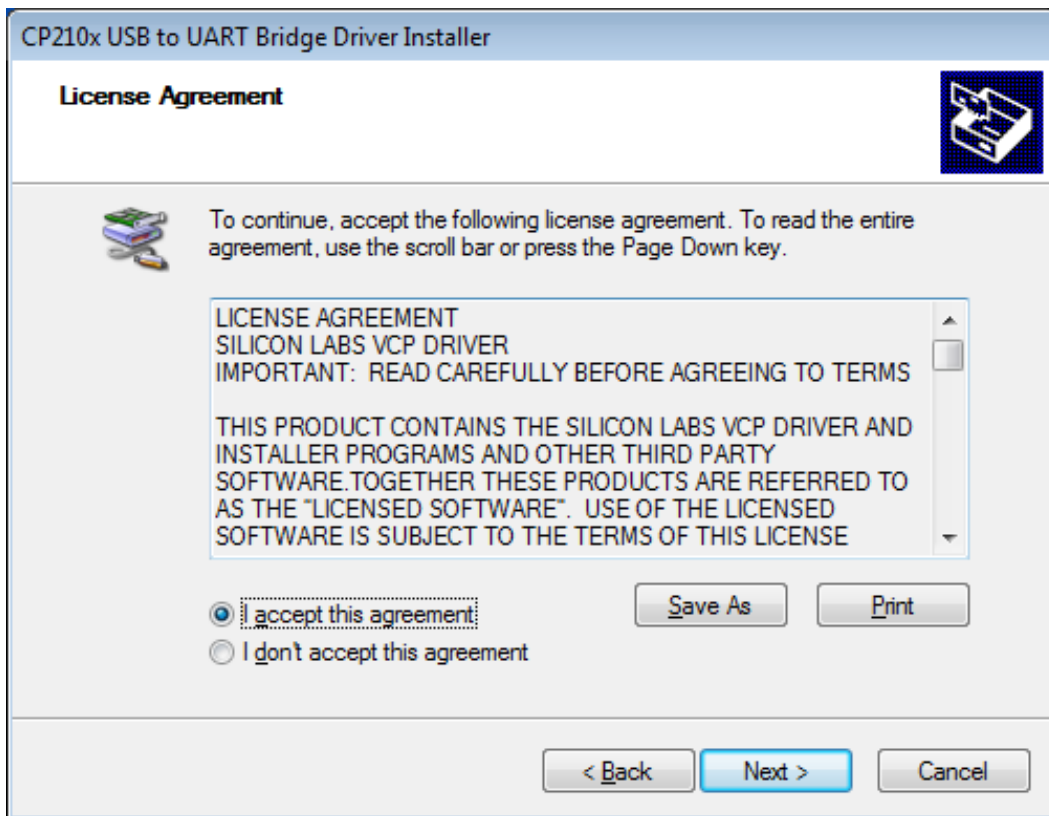 CP210x USB to UART Bridge Driver Installer
License Agreement
To continue, accept the following license agreement. To read the entire
agreement, use the scroll bar or press the Page Down key.
LICENSE AGREEMENT
SILICON LABS VCP DRIVER
IMPORTANT:  READ CAREFULLY BEFORE AGREEING TO TERMS
THIS PRODUCT CONTAINS THE SILICON LABS VCP DRIVER AND
INSTALLER PROGRAMS AND OTHER THIRD PARTY
SOFTWARE.TOGETHER THESE PRODUCTS ARE REFERRED TO
AS THE "LICENSED SOFTWARE".  USE OF THE LICENSED
SOFTWARE IS SUBJECT TO THE TERMS OF THIS LICENSE
I accept this agreement
Save As
Print
I don't accept this agreement
< Back
Next >
Cancel